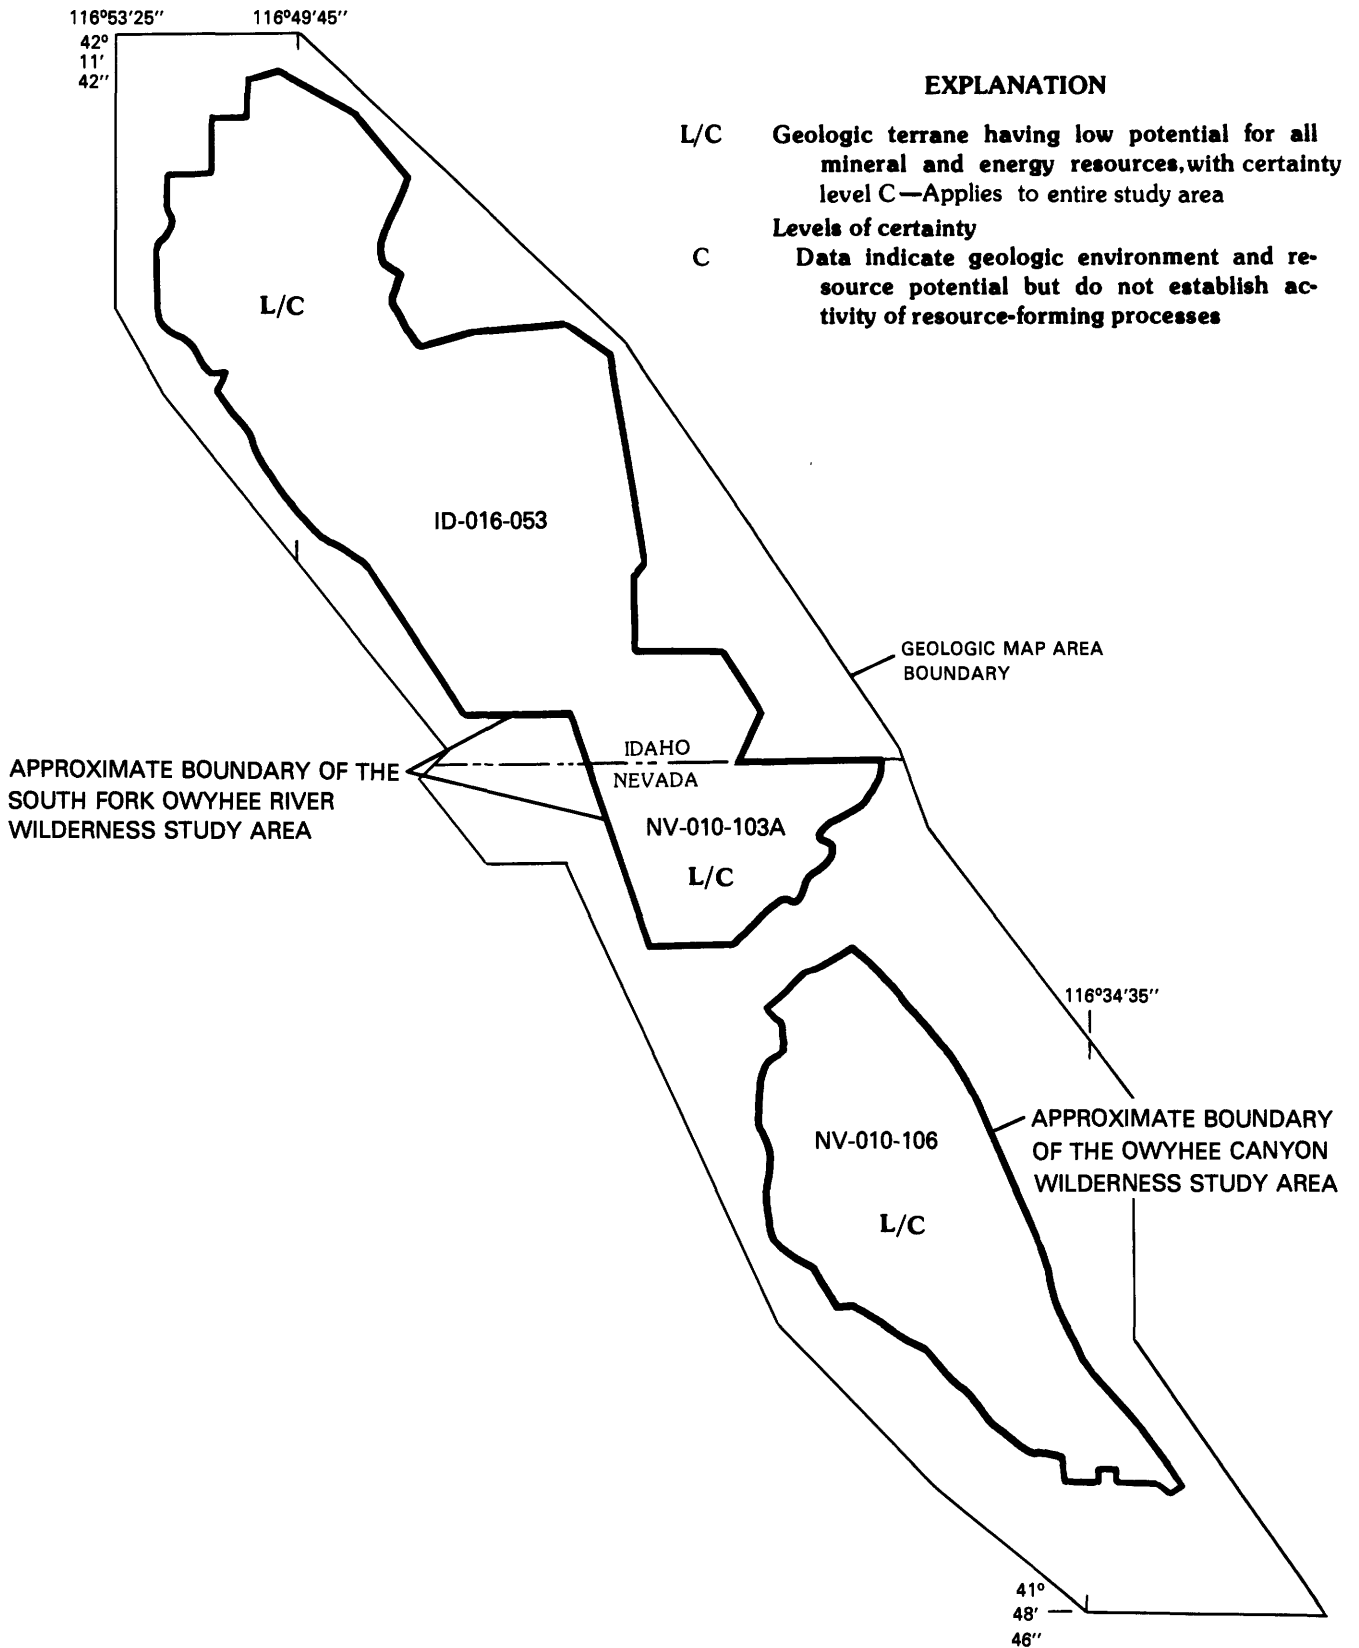 116°53'25" 116°49'45"
42°
11'
42"
EXPLANATION
L/C Geologic terrane having low potential for all
mineral and energy resources, with certainty
level C—Applies to entire study area
Levels of certainty
C Data indicate geologic environment and re-
source potential but do not establish ac-
tivity of resource-forming processes
L/C
ID-016-053
GEOLOGIC MAP AREA
BOUNDARY
IDAHO
NEVADA
APPROXIMATE BOUNDARY OF THE
SOUTH FORK OWYHEE RIVER
WILDERNESS STUDY AREA
NV-010-103A
L/C
116°34'35"
APPROXIMATE BOUNDARY
OF THE OWYHEE CANYON
WILDERNESS STUDY AREA
NV-010-106
L/C
41°
48'
46"